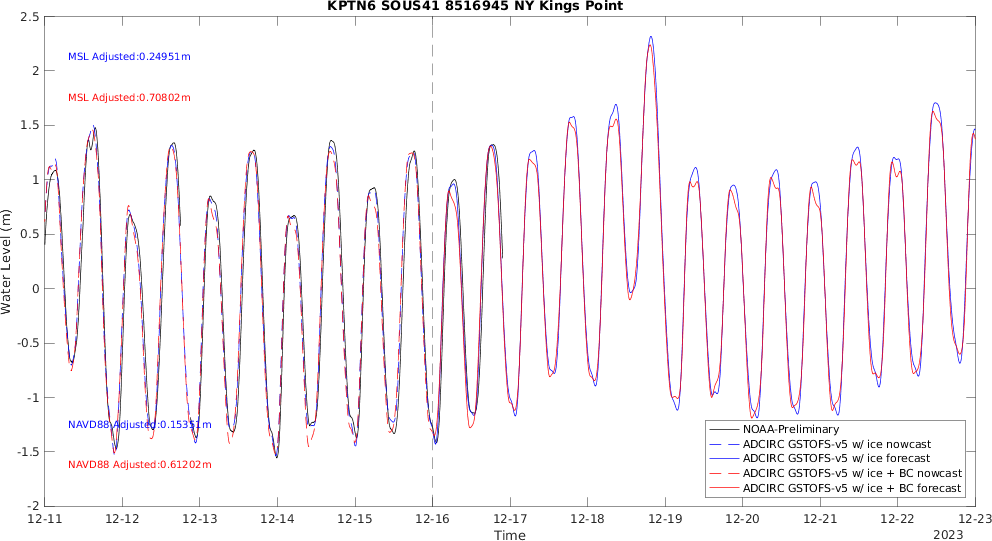 KPTN6 SOUS41 8516945 NY Kings Point
2.5
2
1.5
1
0.5
0
-0.5
-1
-1.5
-2
Water Level (m)
MSL Adjusted:0.24951m
MSL Adjusted:0.70802m
NAVD88 Adjusted:0.15351m
NAVD88 Adjusted:0.61202m
NOAA-Preliminary
ADCIRC GSTOFS-v5 w/ ice nowcast
ADCIRC GSTOFS-v5 w/ ice forecast
ADCIRC GSTOFS-v5 w/ ice + BC nowcast
ADCIRC GSTOFS-v5 w/ ice + BC forecast
12-11 12-12 12-13 12-14 12-15 12-16 12-17 12-18 12-19 12-20 12-21 12-22 12-23
Time
2023